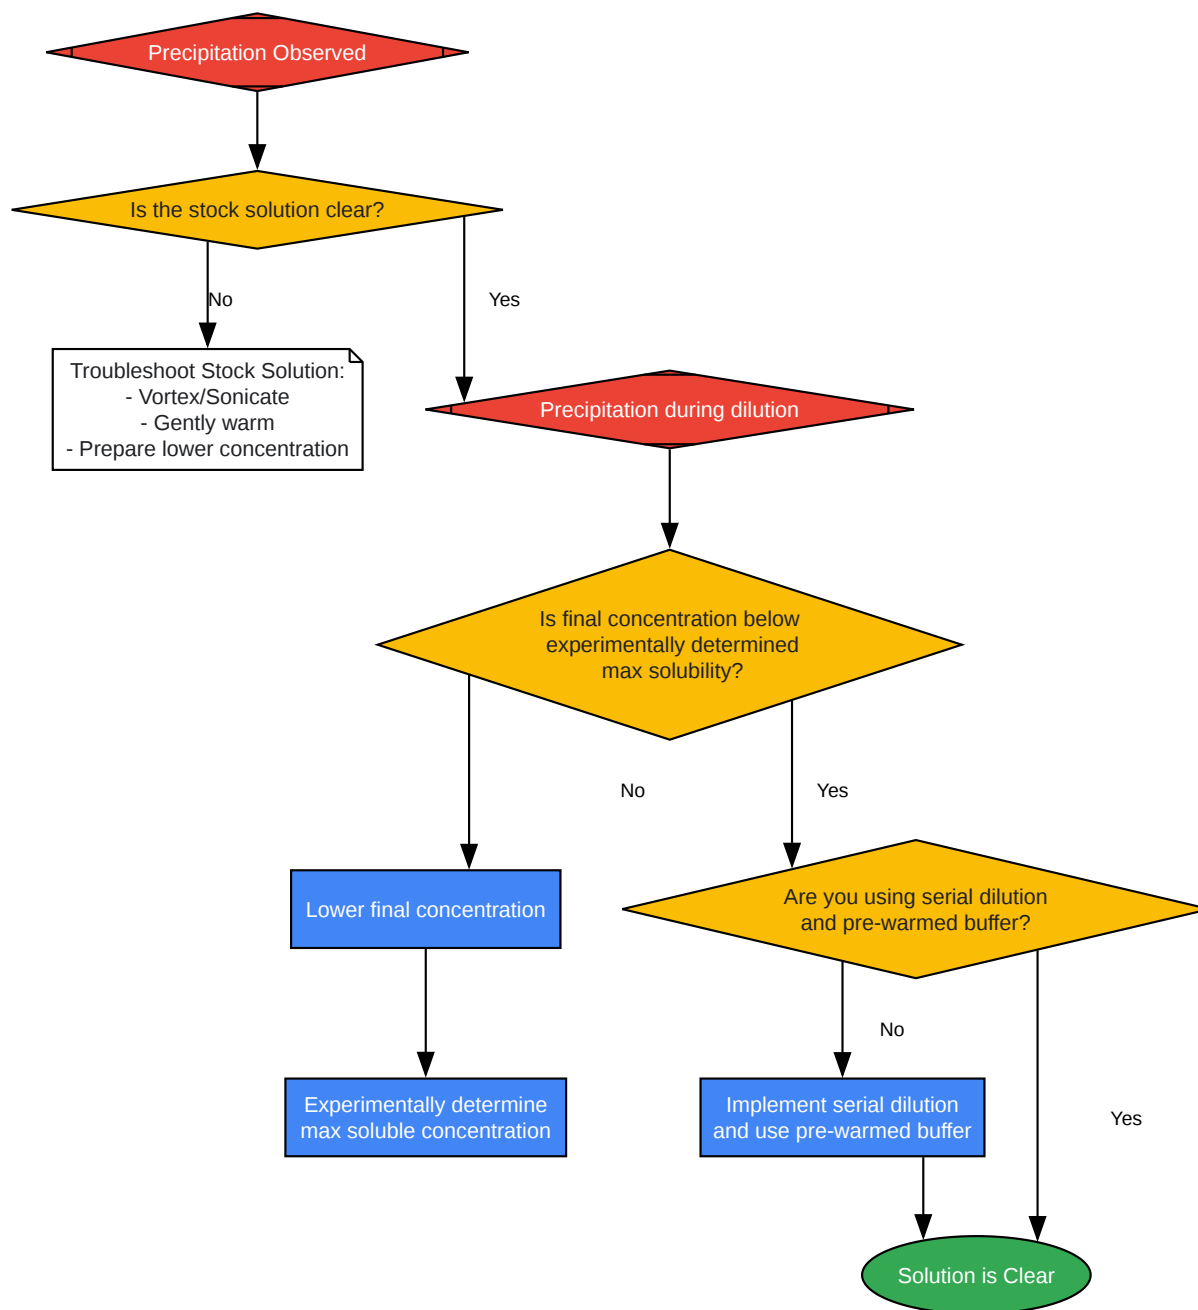 Precipitation Observed
Is the stock solution clear?
No
Yes
Troubleshoot Stock Solution:
- Vortex/Sonicate
- Gently warm
- Prepare lower concentration
Precipitation during dilution
Is final concentration below
experimentally determined
max solubility?
No
Yes
Lower final concentration
Are you using serial dilution
and pre-warmed buffer?
No
Yes
Experimentally determine
max soluble concentration
Implement serial dilution
and use pre-warmed buffer
Solution is Clear